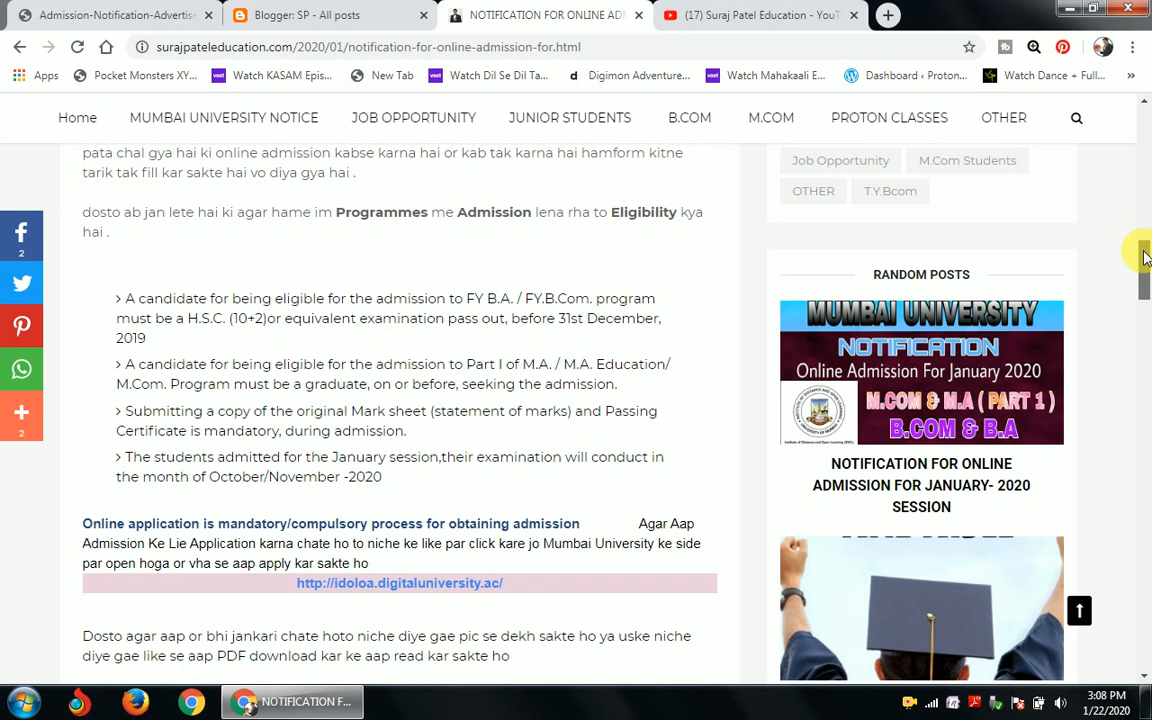 Admission-Notification-Advertise
Blogger: SP - All posts
NOTIFICATION FOR ONLINE ADM
(17) Suraj Patel Education - YouT
surajpateleducation.com/2020/01/notification-for-online-admission-for.html
Apps
Pocket Monsters XY...
Watch KASAM Epis...
New Tab
Watch Dil Se Dil Ta...
Digimon Adventure...
Watch Mahakaali E...
Dashboard ‹ Proton...
Watch Dance + Full...
Home
MUMBAI UNIVERSITY NOTICE
JOB OPPORTUNITY
JUNIOR STUDENTS
B.COM
M.COM
PROTON CLASSES
OTHER
pata chal gya hai ki online admission kabse karna hai or kab tak karna hai hamform kitne
tarik tak fill kar sakte hai vo diya gya hai .
dosto ab jan lete hai ki agar hame im Programmes me Admission lena rha to Eligibility kya
hai .
A candidate for being eligible for the admission to FY B.A. / FY.B.Com. program
must be a H.S.C. (10+2)or equivalent examination pass out, before 31st December,
2019
A candidate for being eligible for the admission to Part I of M.A. / M.A. Education/
M.Com. Program must be a graduate, on or before, seeking the admission.
Submitting a copy of the original Mark sheet (statement of marks) and Passing
Certificate is mandatory, during admission.
The students admitted for the January session,their examination will conduct in
the month of October/November -2020
Online application is mandatory/compulsory process for obtaining admission Agar Aap
Admission Ke Lie Application karna chate ho to niche ke like par click kare jo Mumbai University ke side
par open hoga or vha se aap apply kar sakte ho
http://idoloa.digitaluniversity.ac/
Dosto agar aap or bhi jankari chate hoto niche diye gae pic se dekh sakte ho ya uske niche
diye gae like se aap PDF download kar ke aap read kar sakte ho
2
2
Job Opportunity
M.Com Students
OTHER
T.Y.Bcom
RANDOM POSTS
MUMBAI UNIVERSITY
NOTIFICATION
Online Admission For January 2020
M.COM & M.A ( PART 1 )
B.COM & B.A
NOTIFICATION FOR ONLINE
ADMISSION FOR JANUARY- 2020
SESSION
NOTIFICATION F...
3:08 PM
1/22/2020